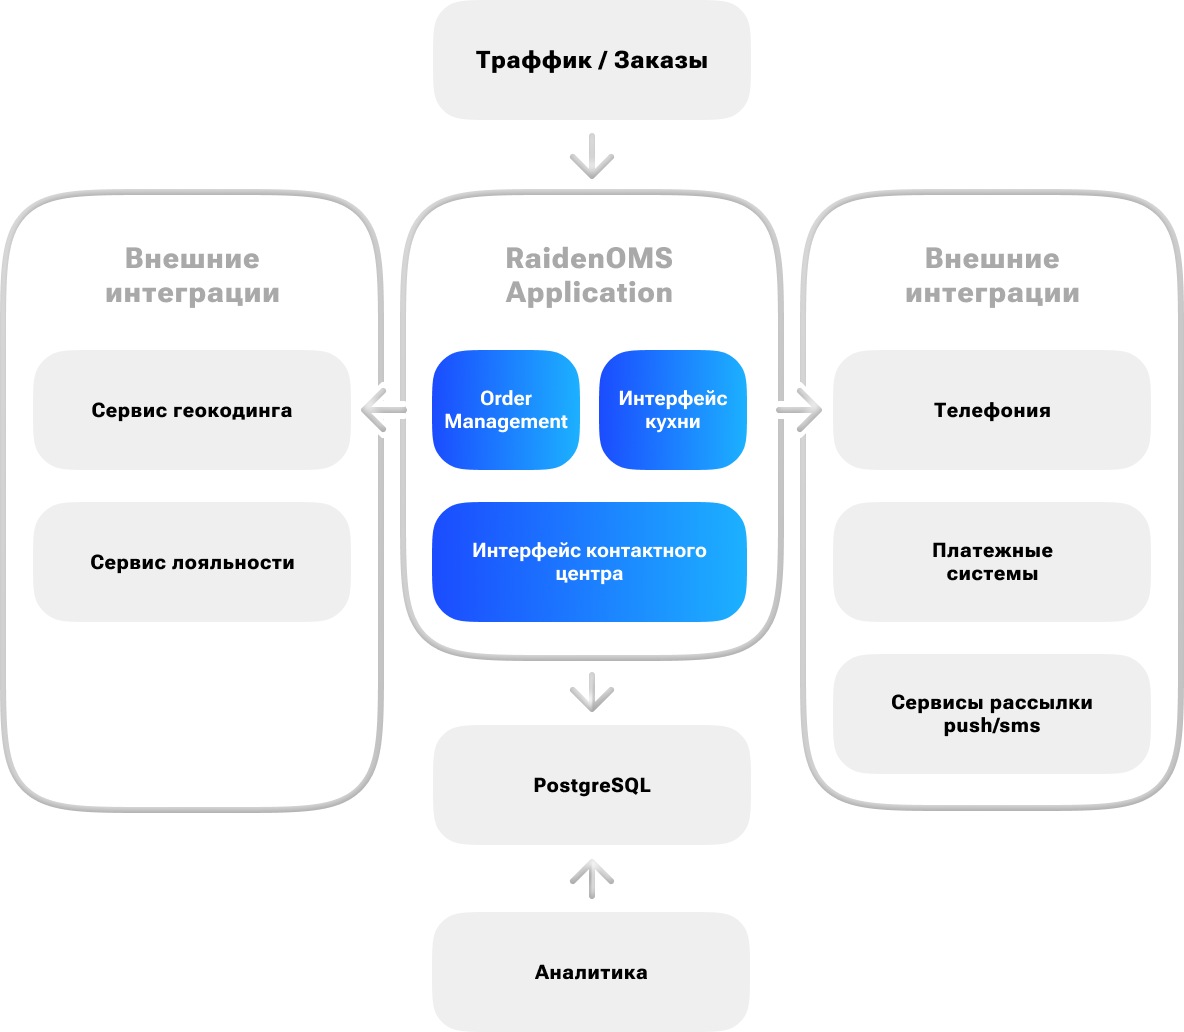 Траффик / Заказы
Внешние
интеграции
Сервис геокодинга
Сервис лояльности
RaidenOMS
Application
Order
Management
Интерфейс
кухни
Интерфейс контактного
центра
Внешние
интеграции
Телефония
Платежные
системы
Сервисы рассылки
push/sms
PostgreSQL
Аналитика